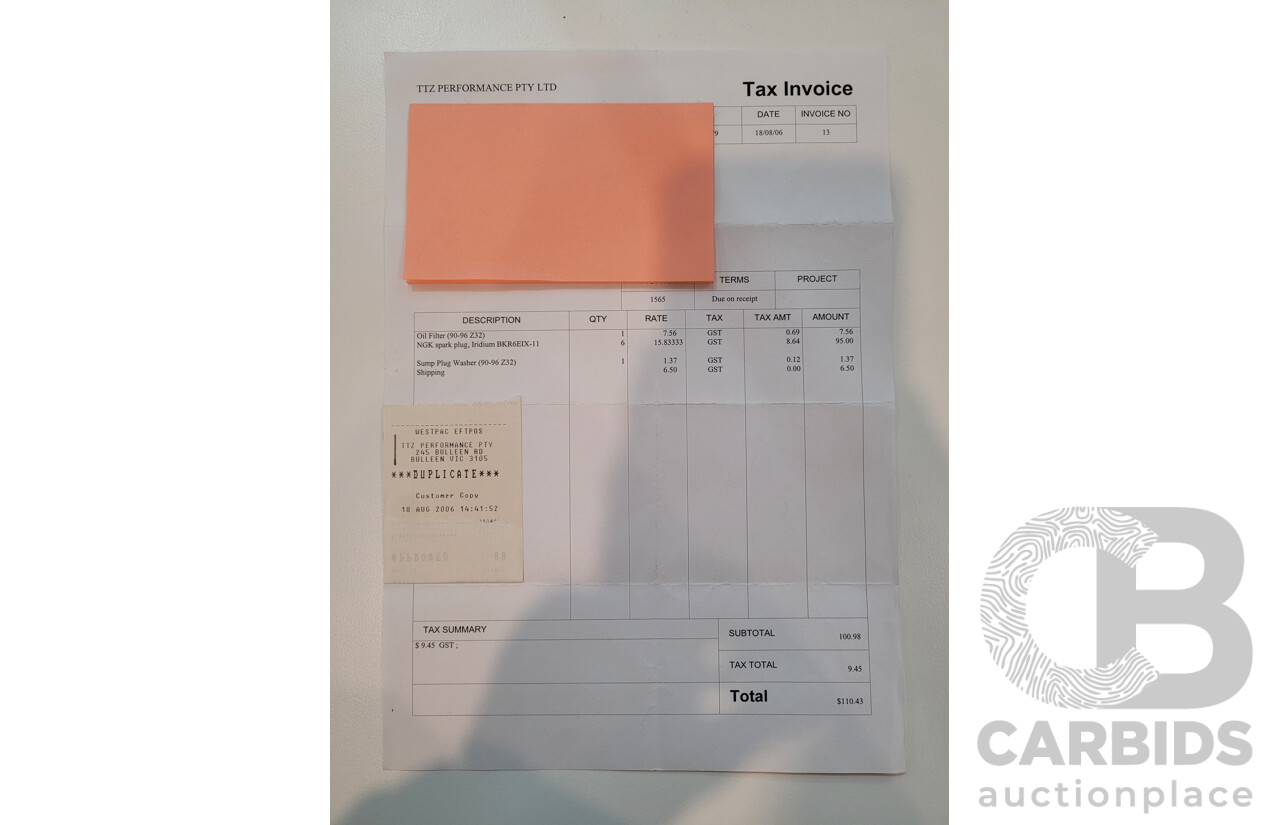 TTZ PERFORMANCE PTY LTD
Tax Invoice
DATE INVOICE NO
9 18/08/06 13
TERMS PROJECT
1565 Due on receipt
DESCRIPTION QTY RATE TAX TAX AMT AMOUNT
Oil Filter (90-96 Z32) 1 7.56 GST 0.69 7.56
NGK spark plug, Iridium BKR6EIX-11 6 15.83333 GST 8.64 95.00
Sump Plug Washer (90-96 Z32) 1 1.37 GST 0.12 1.37
Shipping 6.50 GST 0.00 6.50
WESTPAC EFTPOS
TTZ PERFORMANCE PTY
245 BULLEEN RD
BULLEEN VIC 3105
***DUPLICATE***
Customer Copy
18 AUG 2006 14:41:52
TAX SUMMARY
$ 9.45 GST ;
SUBTOTAL 100.98
TAX TOTAL 9.45
Total $110.43
CB
CARBIDS
auctionplace